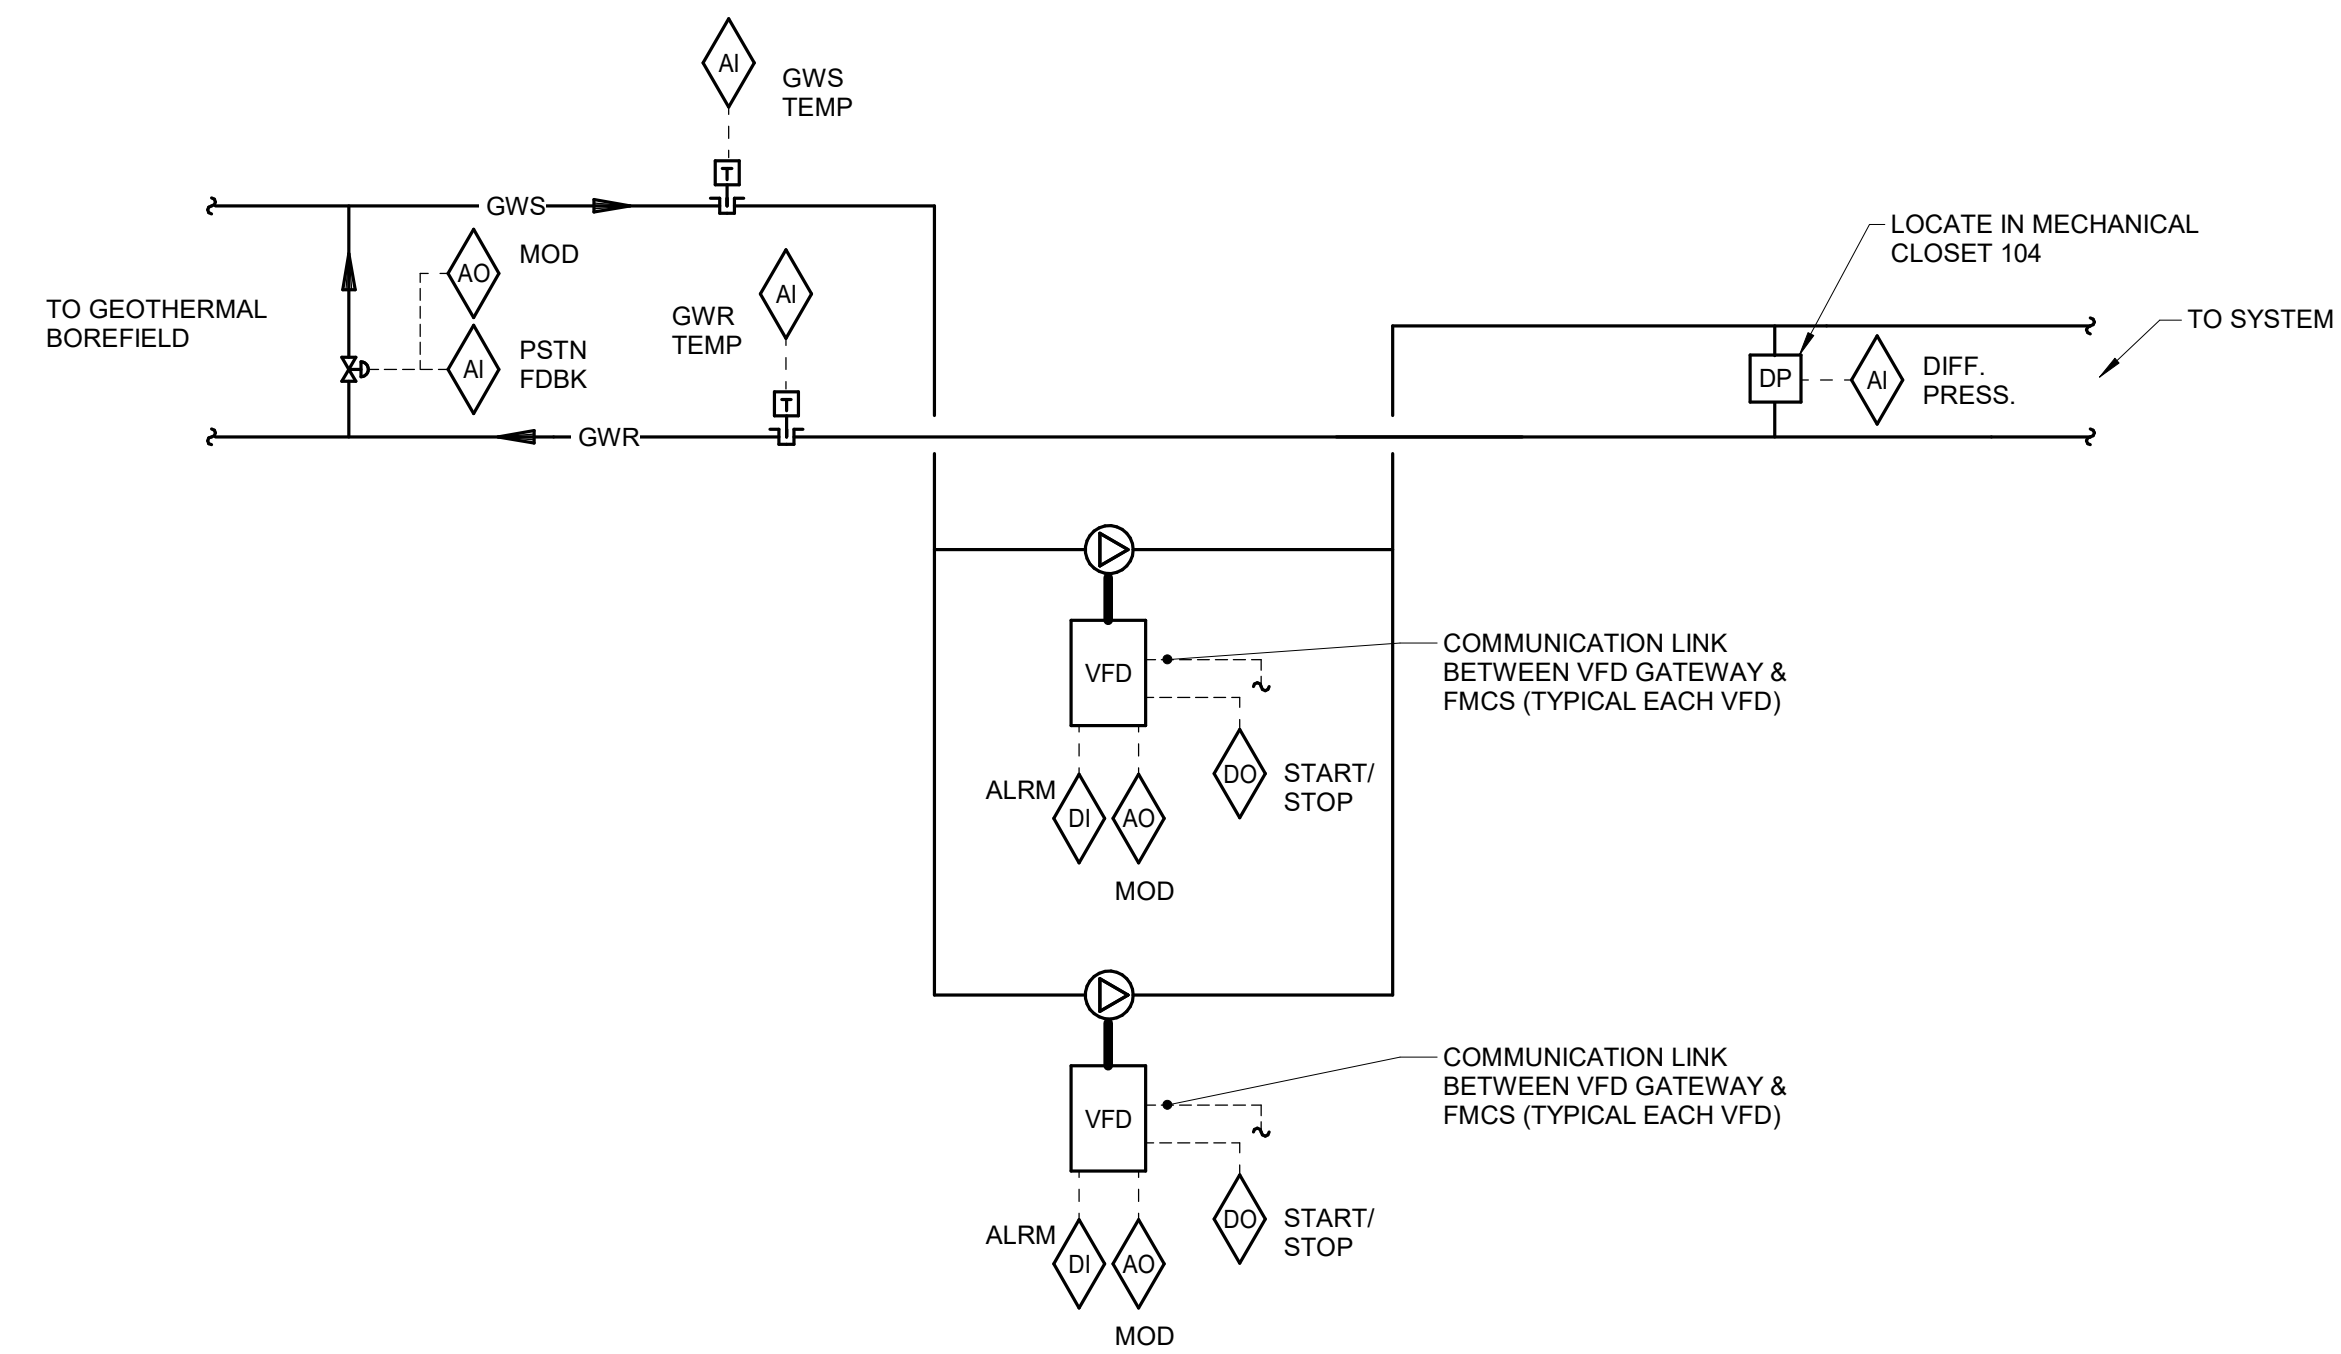 AI
GWS
TEMP
T
GWS
LOCATE IN MECHANICAL
CLOSET 104
AO
MOD
AI
GWR
TEMP
TO GEOTHERMAL
BOREFIELD
TO SYSTEM
AI
PSTN
FDBK
T
DP
AI
DIFF.
PRESS.
GWR
COMMUNICATION LINK
BETWEEN VFD GATEWAY &
FMCS (TYPICAL EACH VFD)
VFD
ALRM
DI
AO
DO
START/
STOP
MOD
COMMUNICATION LINK
BETWEEN VFD GATEWAY &
FMCS (TYPICAL EACH VFD)
VFD
ALRM
DI
AO
DO
START/
STOP
MOD